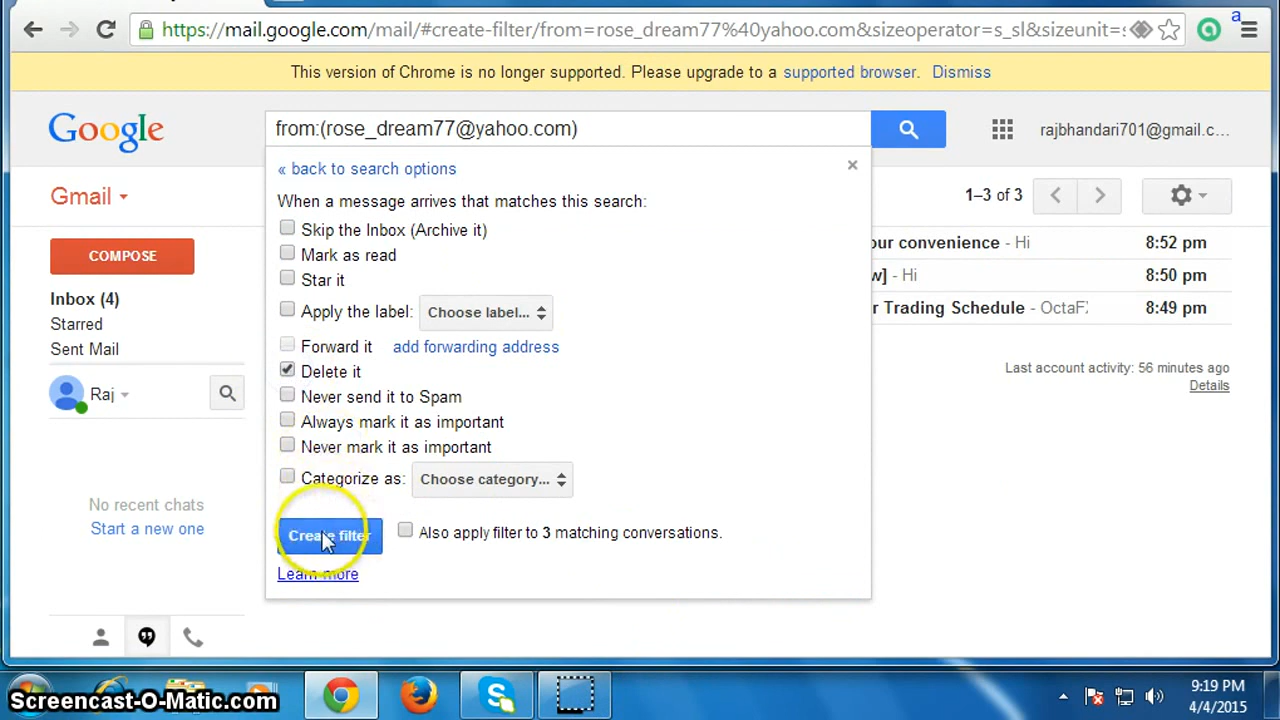 https://mail.google.com/mail/#create-filter/from=rose_dream77%40yahoo.com&sizeoperator=s_sl&sizeunit=s
a
This version of Chrome is no longer supported. Please upgrade to a supported browser. Dismiss
Google
from:(rose_dream77@yahoo.com)
rajbhandari701@gmail.c...
« back to search options
×
When a message arrives that matches this search:
Gmail
1–3 of 3
Skip the Inbox (Archive it)
our convenience - Hi 8:52 pm
COMPOSE
Mark as read
Star it
w] - Hi 8:50 pm
Inbox (4)
Apply the label: Choose label...
r Trading Schedule - OctaFX 8:49 pm
Starred
Sent Mail
Forward it add forwarding address
Delete it
Last account activity: 56 minutes ago
Details
Raj
Never send it to Spam
Always mark it as important
Never mark it as important
Categorize as: Choose category...
No recent chats
Start a new one
Create filter
Also apply filter to 3 matching conversations.
Learn more
9:19 PM
4/4/2015
Screencast-O-Matic.com